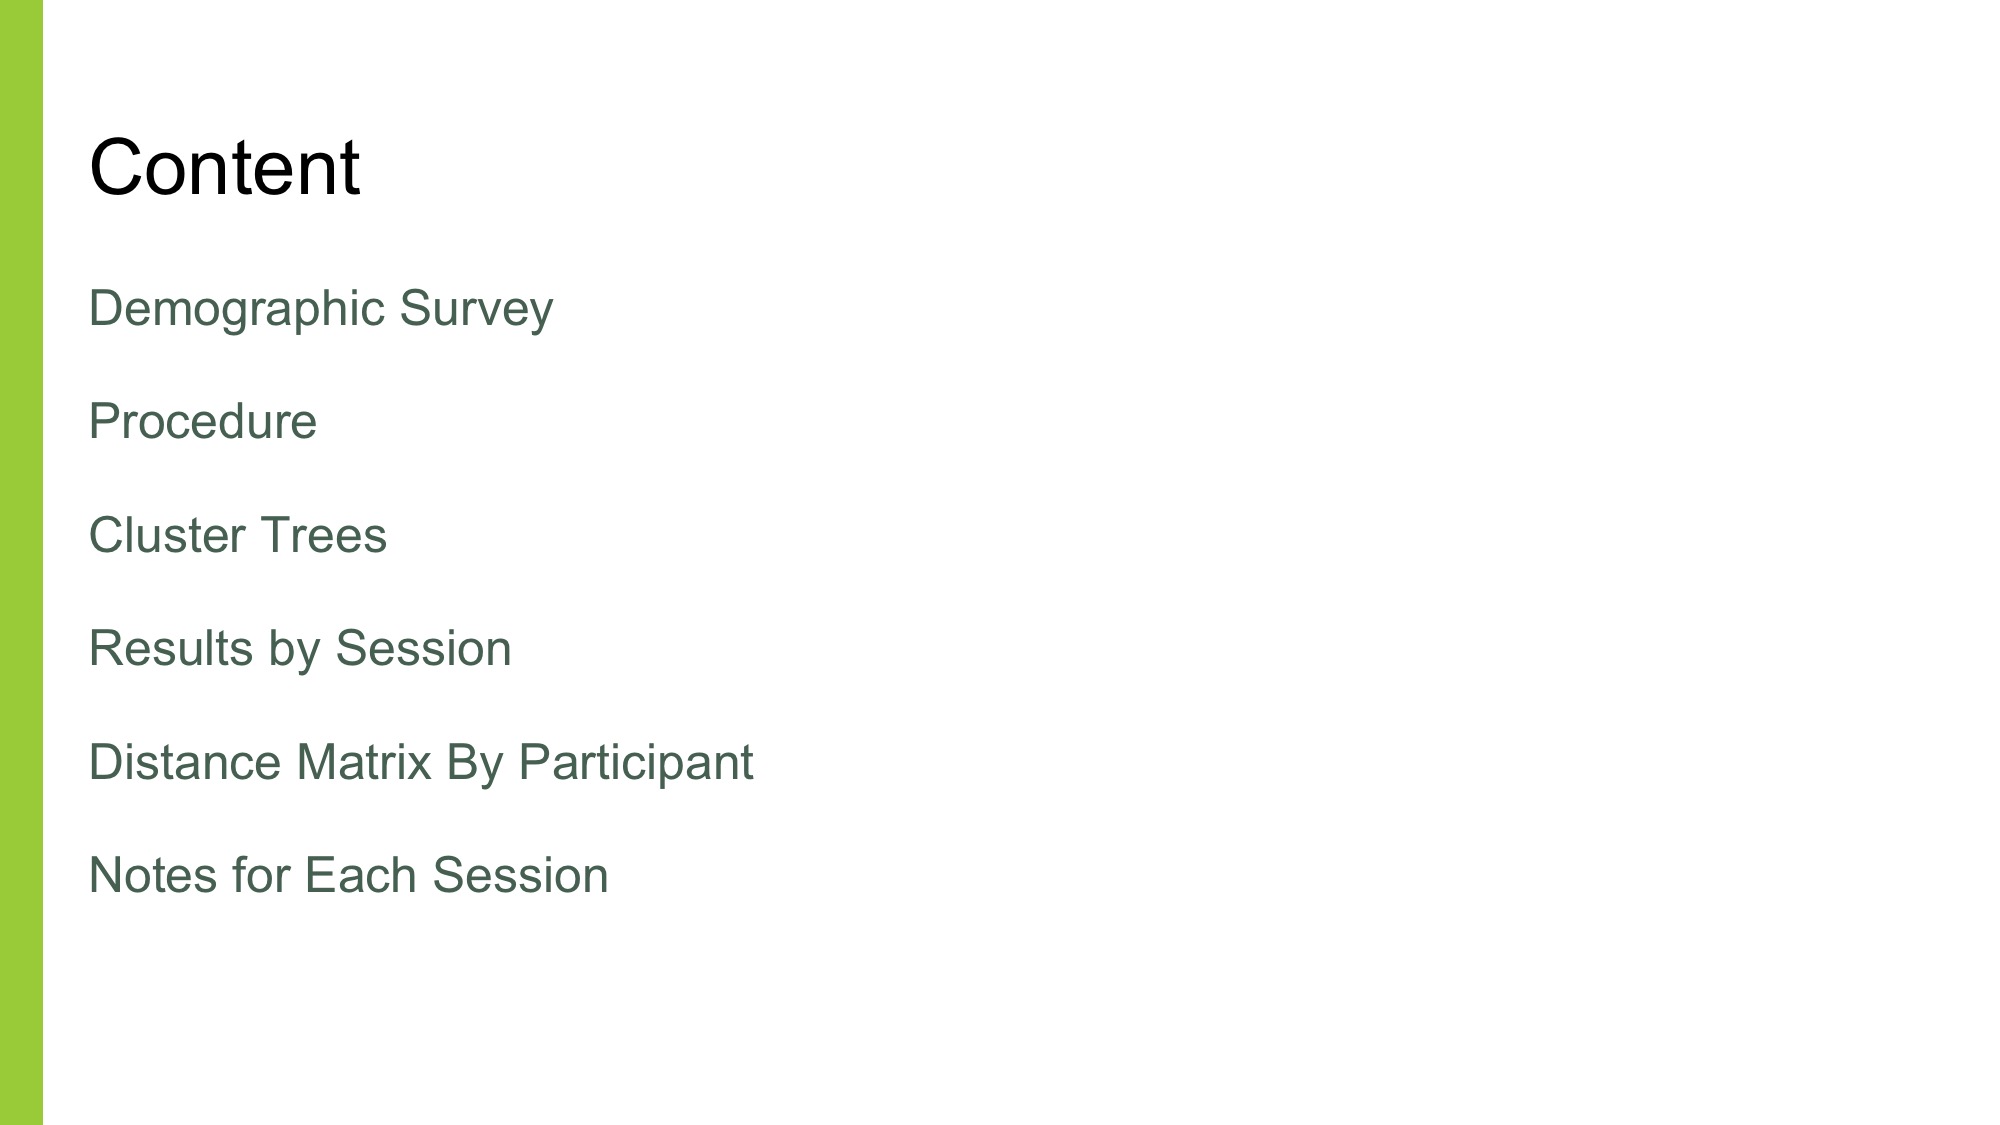 Content
Demographic Survey
Procedure
Cluster Trees
Results by Session
Distance Matrix By Participant
Notes for Each Session